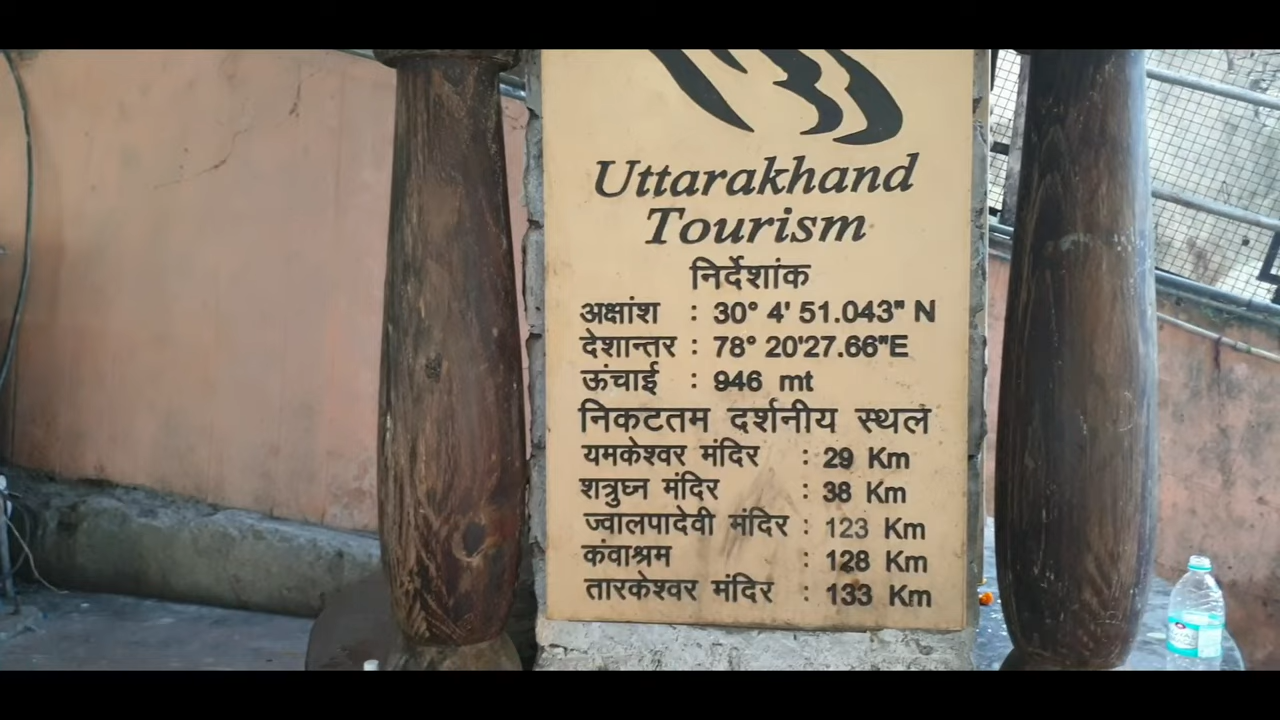 Uttarakhand
Tourism
निर्देशांक
अक्षांश : 30° 4' 51.043" N
देशान्तर : 78° 20'27.66"E
ऊंचाई : 946 mt
निकटतम दर्शनीय स्थल
यमकेश्वर मंदिर : 29 Km
शत्रुघ्न मंदिर : 38 Km
ज्वालपादेवी मंदिर : 123 Km
कंवाश्रम : 128 Km
तारकेश्वर मंदिर : 133 Km